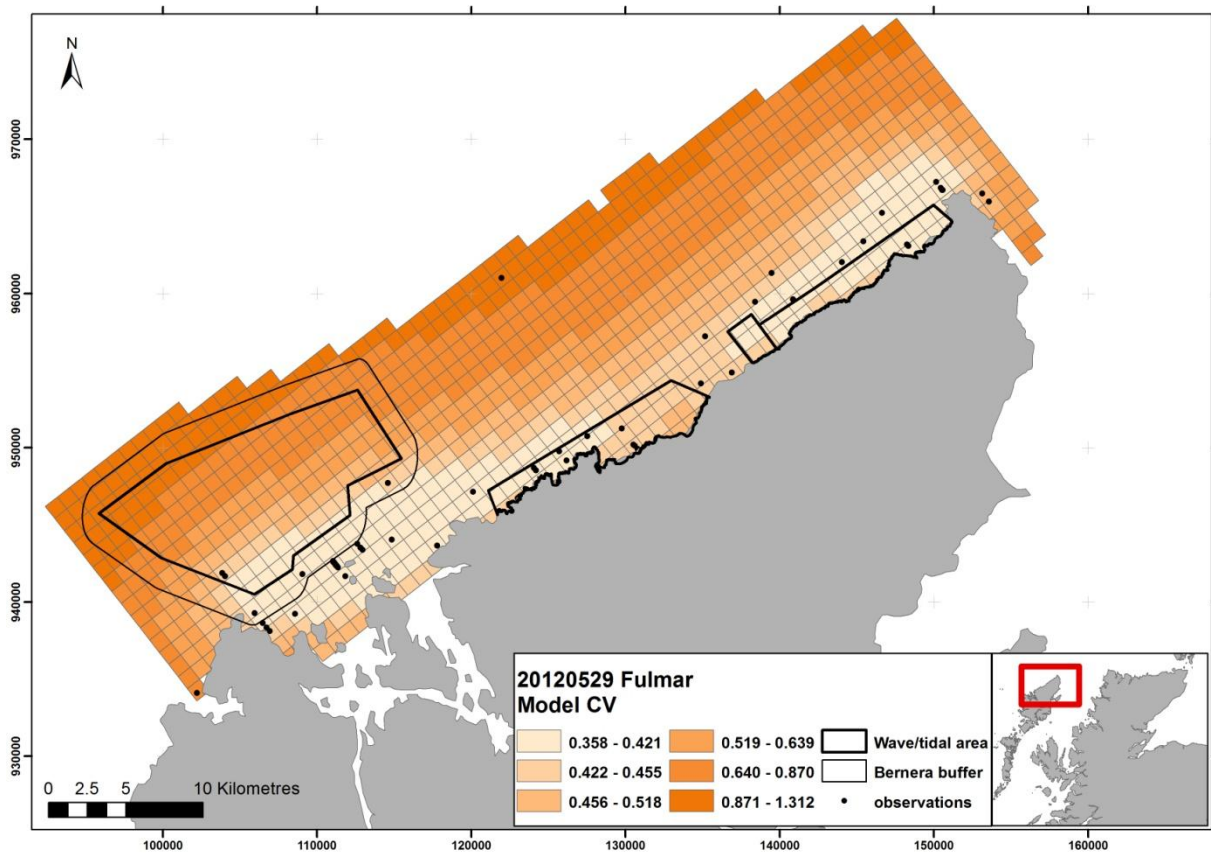 N
970000
960000
950000
940000
930000
0 2.5 5 10 Kilometres
20120529 Fulmar
Model CV
0.358 - 0.421
0.422 - 0.455
0.456 - 0.518
0.519 - 0.639
0.640 - 0.870
0.871 - 1.312
Wave/tidal area
Bernera buffer
observations
100000 110000 120000 130000 140000 150000 160000